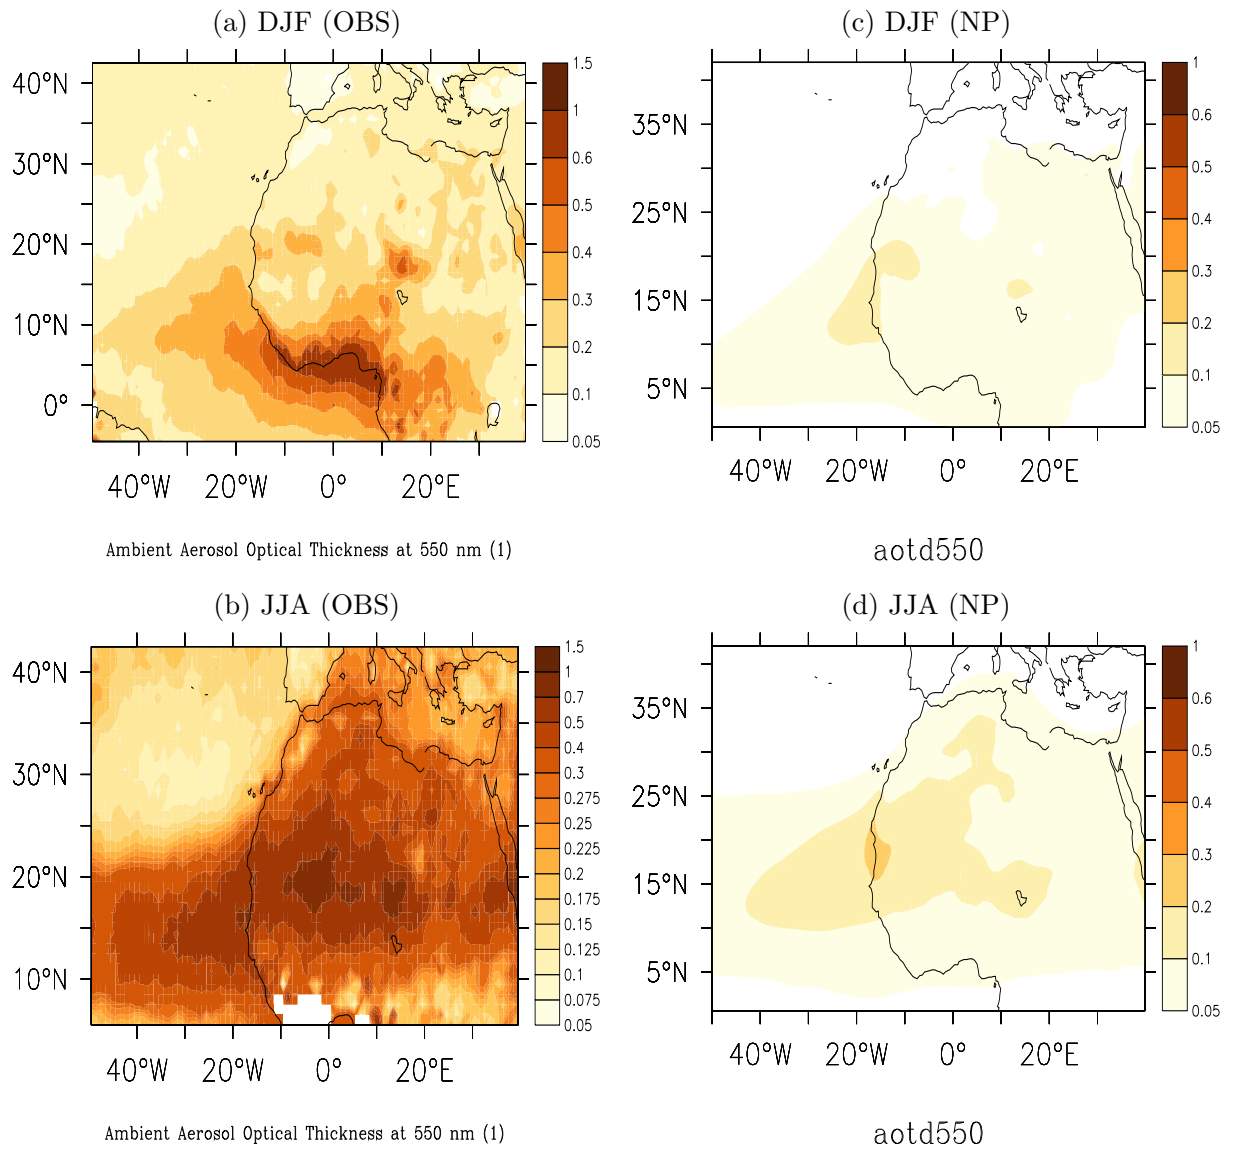 (a) DJF (OBS)
40°N
30°N
20°N
10°N
0°
40°W 20°W 0° 20°E
1.5
1
0.6
0.5
0.4
0.3
0.2
0.1
0.05
Ambient Aerosol Optical Thickness at 550 nm (1)
(c) DJF (NP)
35°N
25°N
15°N
5°N
40°W 20°W 0° 20°E
1
0.6
0.5
0.4
0.3
0.2
0.1
0.05
aotd550
(b) JJA (OBS)
40°N
30°N
20°N
10°N
40°W 20°W 0° 20°E
1.5
1
0.7
0.5
0.4
0.3
0.275
0.25
0.2
0.175
0.15
0.125
0.1
0.075
0.05
Ambient Aerosol Optical Thickness at 550 nm (1)
(d) JJA (NP)
35°N
25°N
15°N
5°N
40°W 20°W 0° 20°E
1
0.6
0.5
0.4
0.3
0.2
0.1
0.05
aotd550